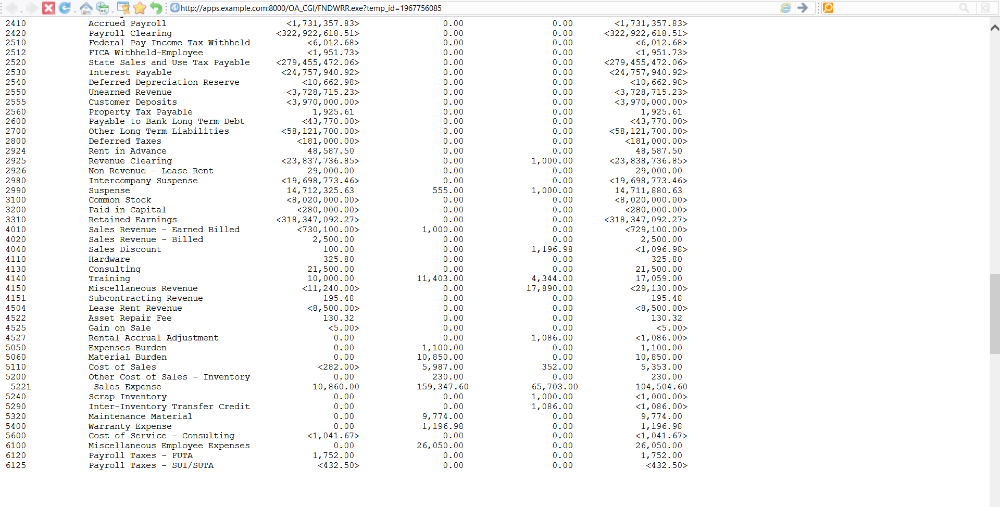 http://apps.example.com:8000/OA_CGI/FNDWRR.exe?temp_id=1967756085
2410 Accrued Payroll <1,731,357.83> 0.00 0.00 <1,731,357.83>
2420 Payroll Clearing <322,922,618.51> 0.00 0.00 <322,922,618.51>
2510 Federal Pay Income Tax Withheld <6,012.68> 0.00 0.00 <6,012.68>
2512 FICA Withheld-Employee <1,951.73> 0.00 0.00 <1,951.73>
2520 State Sales and Use Tax Payable <279,455,472.06> 0.00 0.00 <279,455,472.06>
2530 Interest Payable <24,757,940.92> 0.00 0.00 <24,757,940.92>
2540 Deferred Depreciation Reserve <10,662.98> 0.00 0.00 <10,662.98>
2550 Unearned Revenue <3,728,715.23> 0.00 0.00 <3,728,715.23>
2555 Customer Deposits <3,970,000.00> 0.00 0.00 <3,970,000.00>
2560 Property Tax Payable 1,925.61 0.00 0.00 1,925.61
2600 Payable to Bank Long Term Debt <43,770.00> 0.00 0.00 <43,770.00>
2700 Other Long Term Liabilities <58,121,700.00> 0.00 0.00 <58,121,700.00>
2800 Deferred Taxes <181,000.00> 0.00 0.00 <181,000.00>
2924 Rent in Advance 48,587.50 0.00 0.00 48,587.50
2925 Revenue Clearing <23,837,736.85> 0.00 1,000.00 <23,838,736.85>
2926 Non Revenue - Lease Rent 29,000.00 0.00 0.00 29,000.00
2980 Intercompany Suspense <19,698,773.46> 0.00 0.00 <19,698,773.46>
2990 Suspense 14,712,325.63 555.00 1,000.00 14,711,880.63
3100 Common Stock <8,020,000.00> 0.00 0.00 <8,020,000.00>
3200 Paid in Capital <280,000.00> 0.00 0.00 <280,000.00>
3310 Retained Earnings <318,347,092.27> 0.00 0.00 <318,347,092.27>
4010 Sales Revenue - Earned Billed <730,100.00> 1,000.00 0.00 <729,100.00>
4020 Sales Revenue - Billed 2,500.00 0.00 0.00 2,500.00
4040 Sales Discount 100.00 0.00 1,196.98 <1,096.98>
4110 Hardware 325.80 0.00 0.00 325.80
4130 Consulting 21,500.00 0.00 0.00 21,500.00
4140 Training 10,000.00 11,403.00 4,344.00 17,059.00
4150 Miscellaneous Revenue <11,240.00> 0.00 17,890.00 <29,130.00>
4151 Subcontracting Revenue 195.48 0.00 0.00 195.48
4504 Lease Rent Revenue <8,500.00> 0.00 0.00 <8,500.00>
4522 Asset Repair Fee 130.32 0.00 0.00 130.32
4525 Gain on Sale <5.00> 0.00 0.00 <5.00>
4527 Rental Accrual Adjustment 0.00 0.00 1,086.00 <1,086.00>
5050 Expenses Burden 0.00 1,100.00 0.00 1,100.00
5060 Material Burden 0.00 10,850.00 0.00 10,850.00
5110 Cost of Sales <282.00> 5,987.00 352.00 5,353.00
5200 Other Cost of Sales - Inventory 0.00 230.00 0.00 230.00
5221 Sales Expense 10,860.00 159,347.60 65,703.00 104,504.60
5240 Scrap Inventory 0.00 0.00 1,000.00 <1,000.00>
5290 Inter-Inventory Transfer Credit 0.00 0.00 1,086.00 <1,086.00>
5320 Maintenance Material 0.00 9,774.00 0.00 9,774.00
5400 Warranty Expense 0.00 1,196.98 0.00 1,196.98
5600 Cost of Service - Consulting <1,041.67> 0.00 0.00 <1,041.67>
6100 Miscellaneous Employee Expenses 0.00 26,050.00 0.00 26,050.00
6120 Payroll Taxes - FUTA 1,752.00 0.00 0.00 1,752.00
6125 Payroll Taxes - SUI/SUTA <432.50> 0.00 0.00 <432.50>